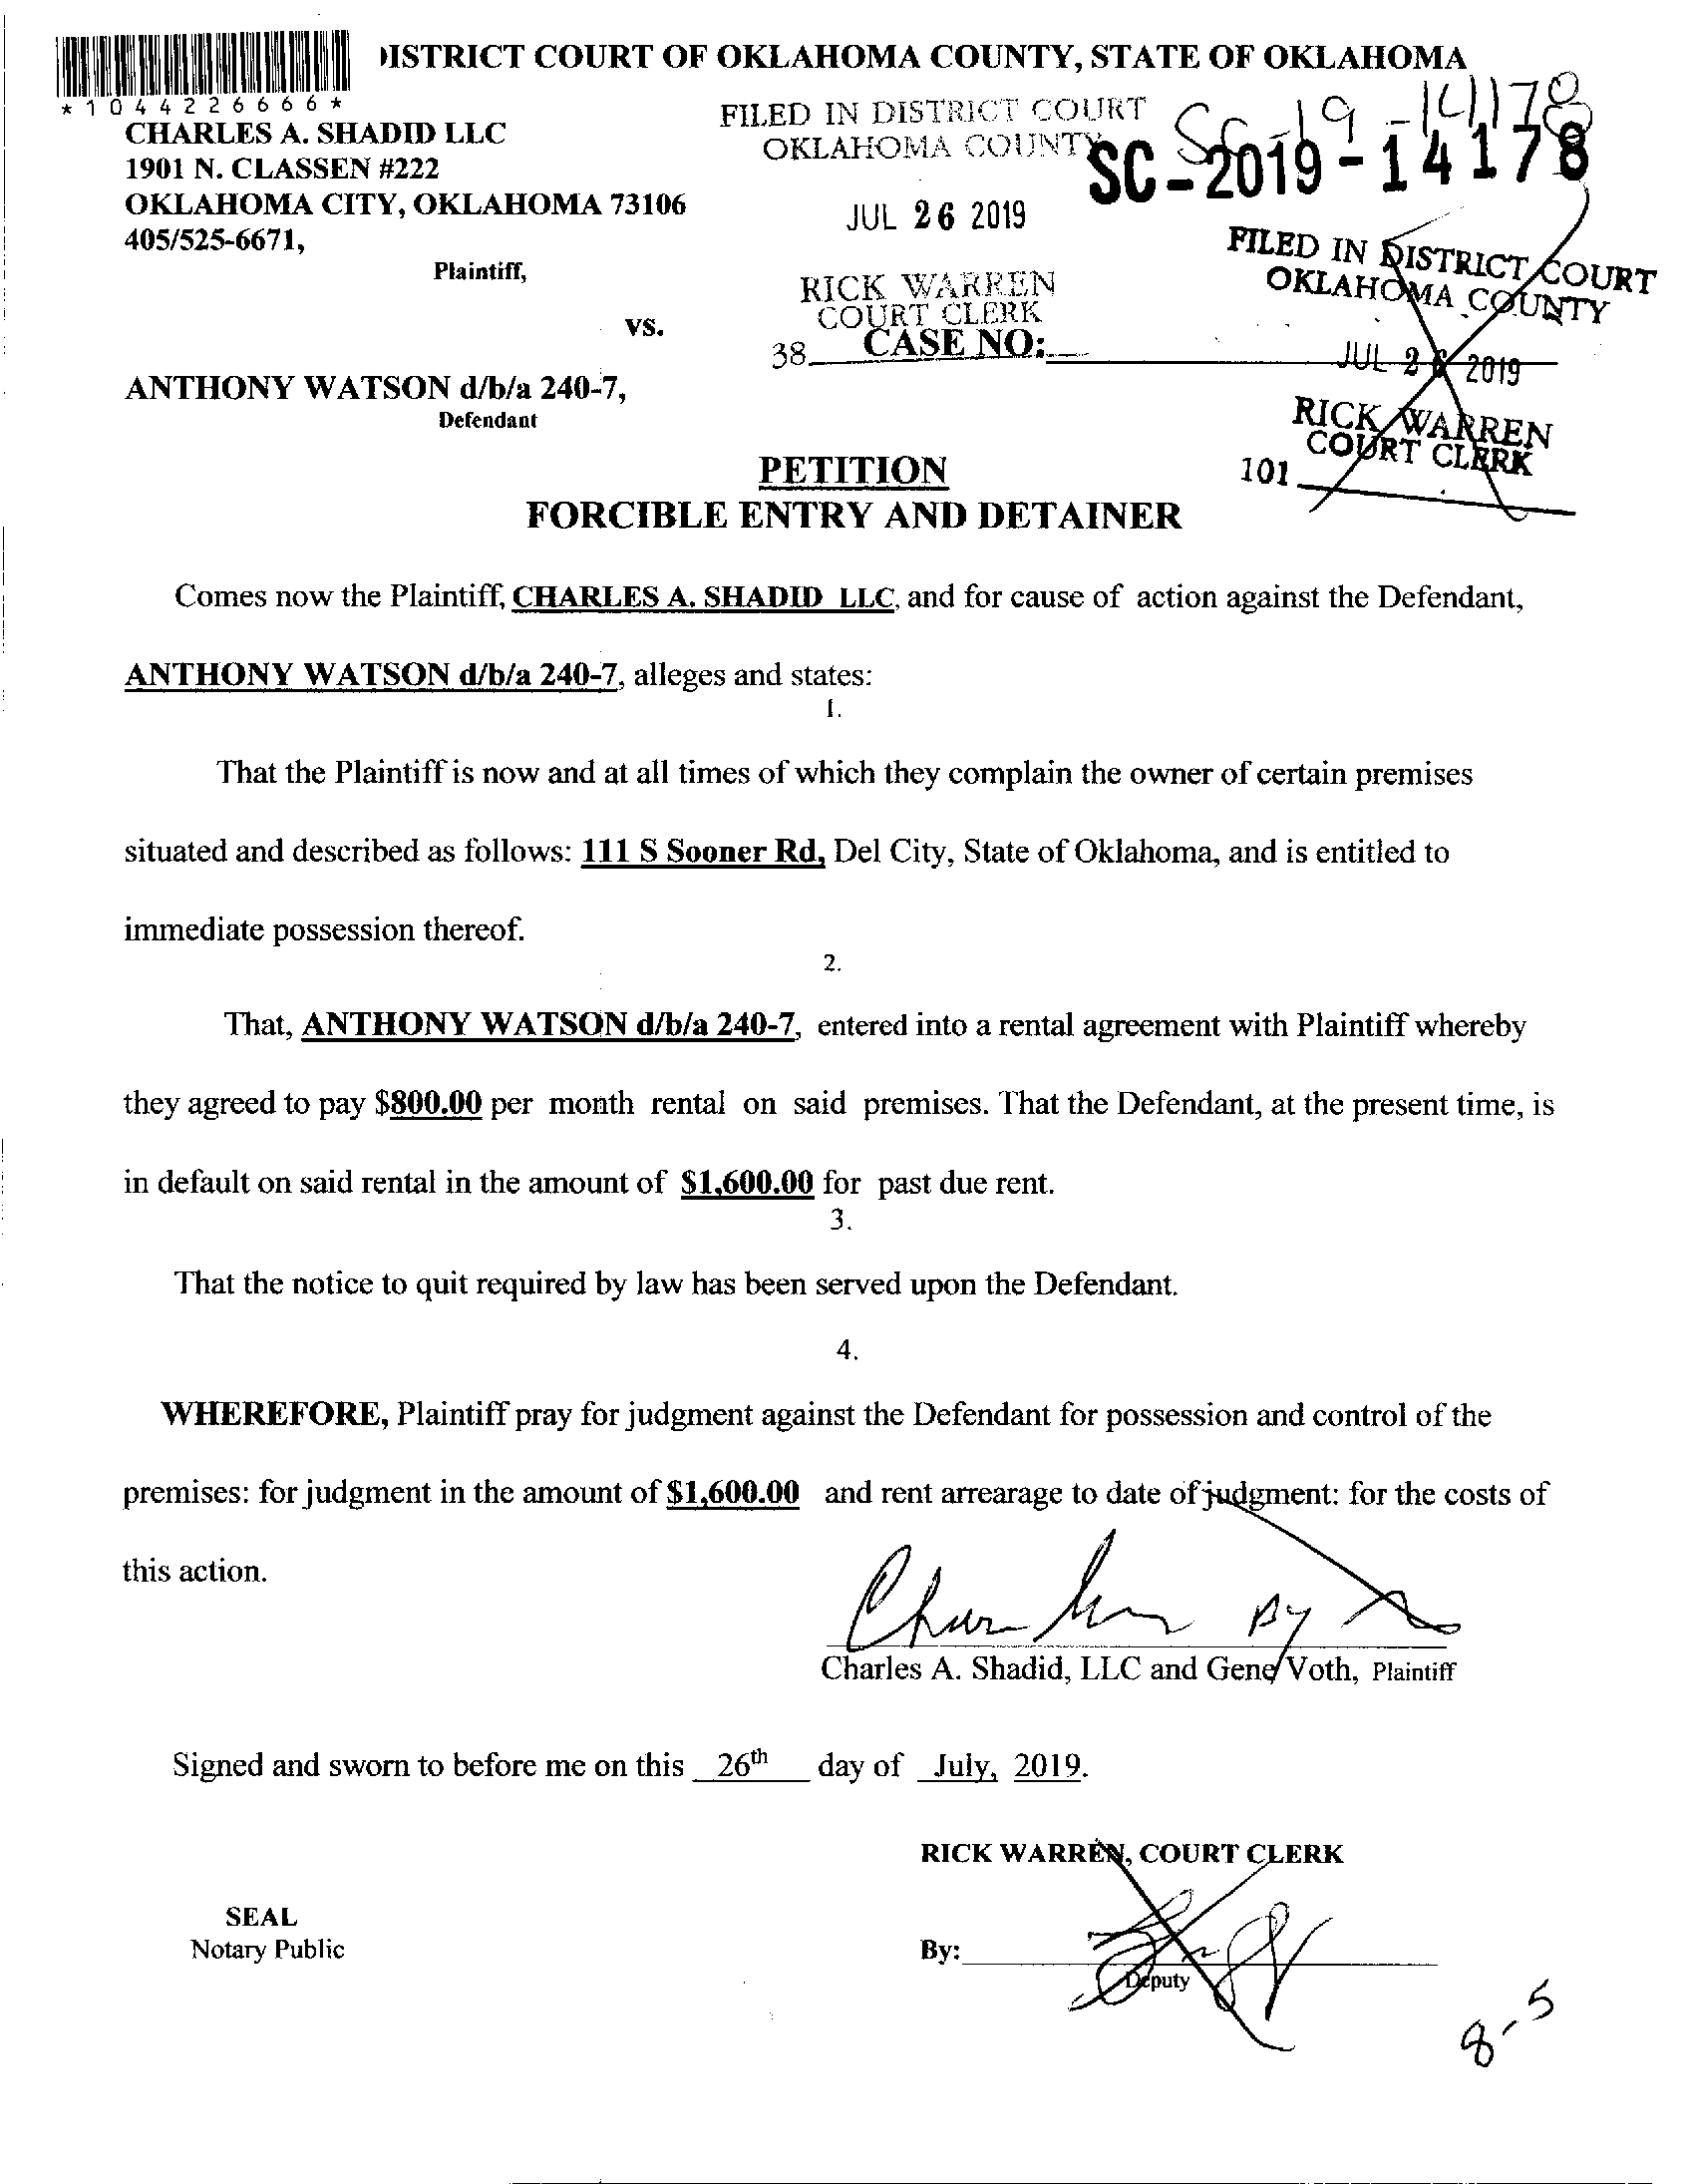 ISTRICT COURT OF OKLAHOMA COUNTY, STATE OF OKLAHOMA
*1044226666*
CHARLES A. SHADID LLC
1901 N. CLASSEN #222
OKLAHOMA CITY, OKLAHOMA 73106
405/525-6671,
Plaintiff,
vs.
ANTHONY WATSON d/b/a 240-7,
Defendant
FILED IN DISTRICT COURT
OKLAHOMA COUNTY
JUL 26 2019
RICK WARREN
COURT CLERK
38
CASE NO:
SC-19-14178
SC-2019-14178
FILED IN DISTRICT COURT
OKLAHOMA COUNTY
JUL 26 2019
RICK WARREN
COURT CLERK
101
PETITION
FORCIBLE ENTRY AND DETAINER
Comes now the Plaintiff, CHARLES A. SHADID LLC, and for cause of action against the Defendant,
ANTHONY WATSON d/b/a 240-7, alleges and states:
1.
That the Plaintiff is now and at all times of which they complain the owner of certain premises
situated and described as follows: 111 S Sooner Rd, Del City, State of Oklahoma, and is entitled to
immediate possession thereof.
2.
That, ANTHONY WATSON d/b/a 240-7, entered into a rental agreement with Plaintiff whereby
they agreed to pay $800.00 per month rental on said premises. That the Defendant, at the present time, is
in default on said rental in the amount of $1,600.00 for past due rent.
3.
That the notice to quit required by law has been served upon the Defendant.
4.
WHEREFORE, Plaintiff pray for judgment against the Defendant for possession and control of the
premises: for judgment in the amount of $1,600.00 and rent arrearage to date of judgment: for the costs of
this action.
By
Charles A. Shadid, LLC and Gene Voth, Plaintiff
Signed and sworn to before me on this 26th day of July, 2019.
RICK WARREN, COURT CLERK
SEAL
Notary Public
By:
Deputy
8-5